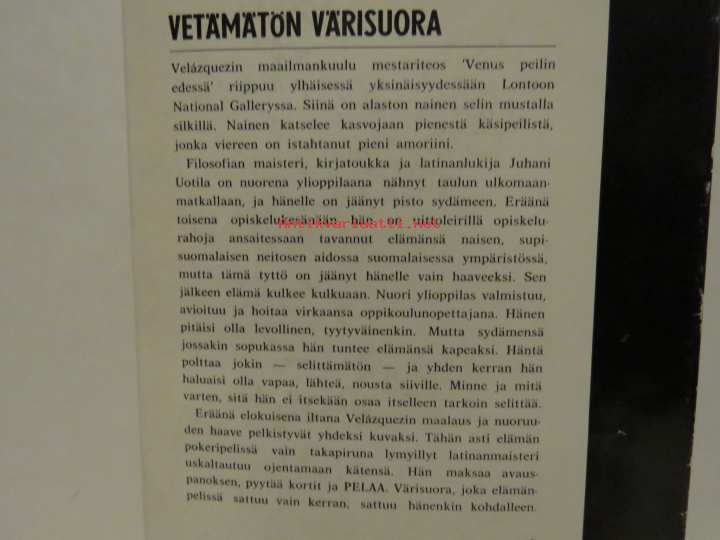 VETÄMÄTÖN VÄRISUORA
Velázquezin maailmankuulu mestariteos 'Venus peilin
edessä' riippuu ylhäisessä yksinäisyydessään Lontoon
National Galleryssa. Siinä on alaston nainen selin mustalla
silkillä. Nainen katselee kasvojaan pienestä käsipeilistä,
jonka viereen on istahtanut pieni amoriini.
Filosofian maisteri, kirjatoukka ja latinanlukija Juhani
Uotila on nuorena ylioppilaana nähnyt taulun ulkomaan-
matkallaan, ja hänelle on jäänyt pisto sydämeen. Eräänä
toisena opiskelukesänään hän on uittoleirillä opiskelu-
Antikvariaatti.net
rahoja ansaitessaan tavannut elämänsä naisen, supi-
suomalaisen neitosen aidossa suomalaisessa ympäristössä,
mutta tämä tyttö on jäänyt hänelle vain haaveeksi. Sen
jälkeen elämä kulkee kulkuaan. Nuori ylioppilas valmistuu,
avioituu ja hoitaa virkaansa oppikoulunopettajana. Hänen
pitäisi olla levollinen, tyytyväinenkin. Mutta sydämensä
jossakin sopukassa hän tuntee elämänsä kapeaksi. Häntä
polttaa jokin — selittämätön — ja yhden kerran hän
haluaisi olla vapaa, lähteä, nousta siiville. Minne ja mitä
varten, sitä hän ei itsekään osaa itselleen tarkoin selittää.
Eräänä elokuisena iltana Velázquezin maalaus ja nuoruu-
den haave pelkistyvät yhdeksi kuvaksi. Tähän asti elämän
pokeripelissä vain takapiruna lymyillyt latinanmaisteri
uskaltautuu ojentamaan kätensä. Hän maksaa avaus-
panoksen, pyytää kortit ja PELAA. Värisuora, joka elämän-
pelissä sattuu vain kerran, sattuu hänenkin kohdalleen.